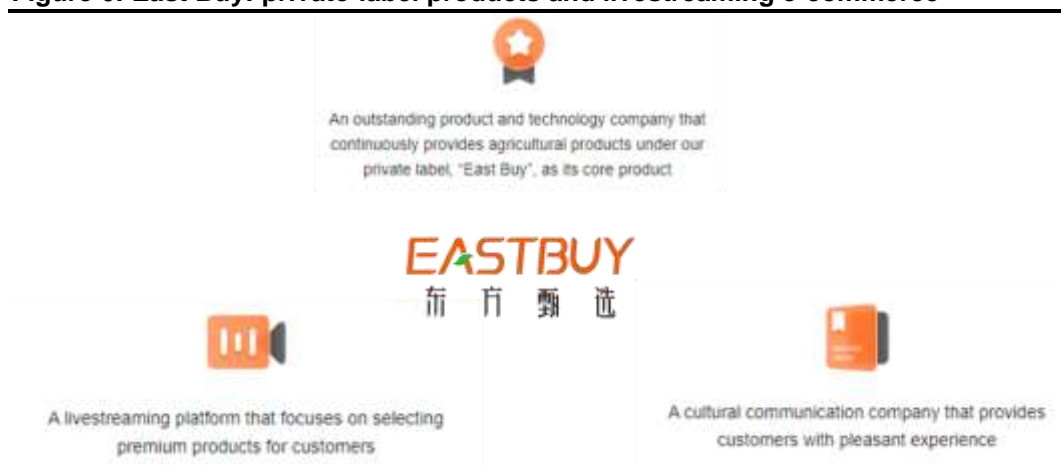 Figure 6: East Buy: private-label products and livestreaming e-commerce
An outstanding product and technology company that
continuously provides agricultural products under our
private label, "East Buy", as its core product
EASTBUY
东方甄选
A livestreaming platform that focuses on selecting
premium products for customers
A cultural communication company that provides
customers with pleasant experience